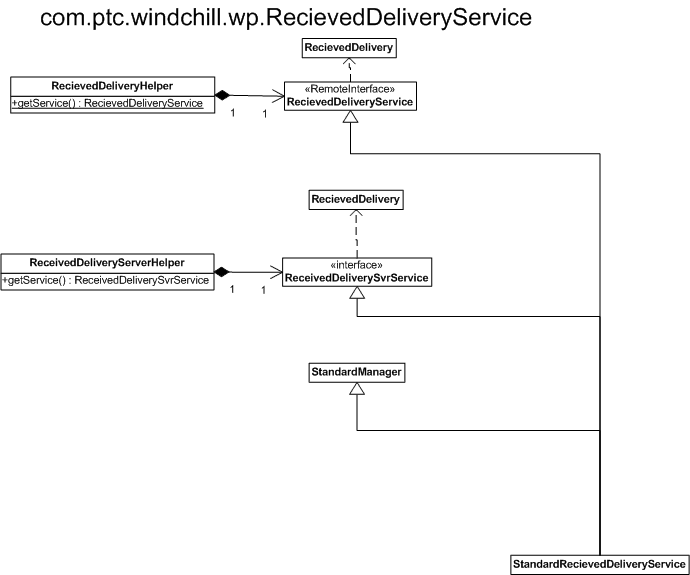 com.ptc.windchill.wp.RecievedDeliveryService
RecievedDelivery
RecievedDeliveryHelper
+getService() : RecievedDeliveryService
1
1
«RemoteInterface»
RecievedDeliveryService
RecievedDelivery
ReceivedDeliveryServerHelper
+getService() : ReceivedDeliverySvrService
1
1
«interface»
ReceivedDeliverySvrService
StandardManager
StandardRecievedDeliveryService